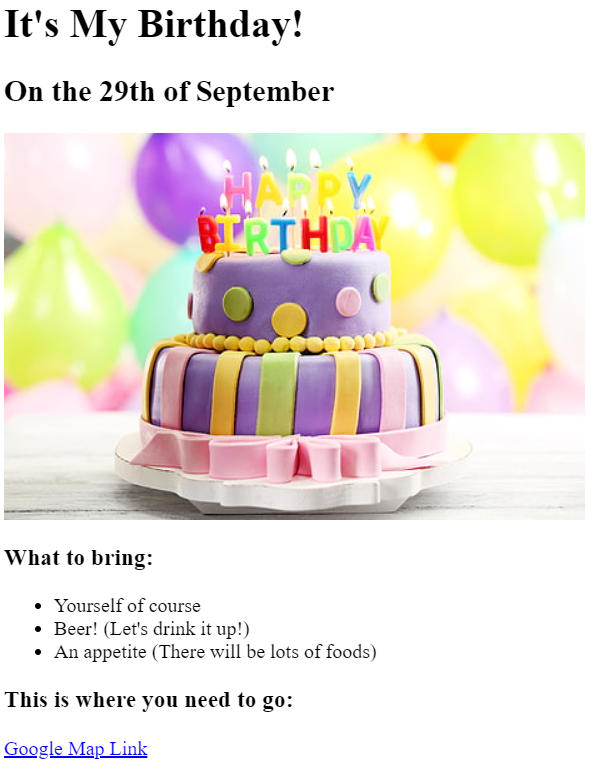 It's My Birthday!
On the 29th of September
HAPPY
BIRTHDAY
What to bring:
Yourself of course
Beer! (Let's drink it up!)
An appetite (There will be lots of foods)
This is where you need to go:
Google Map Link